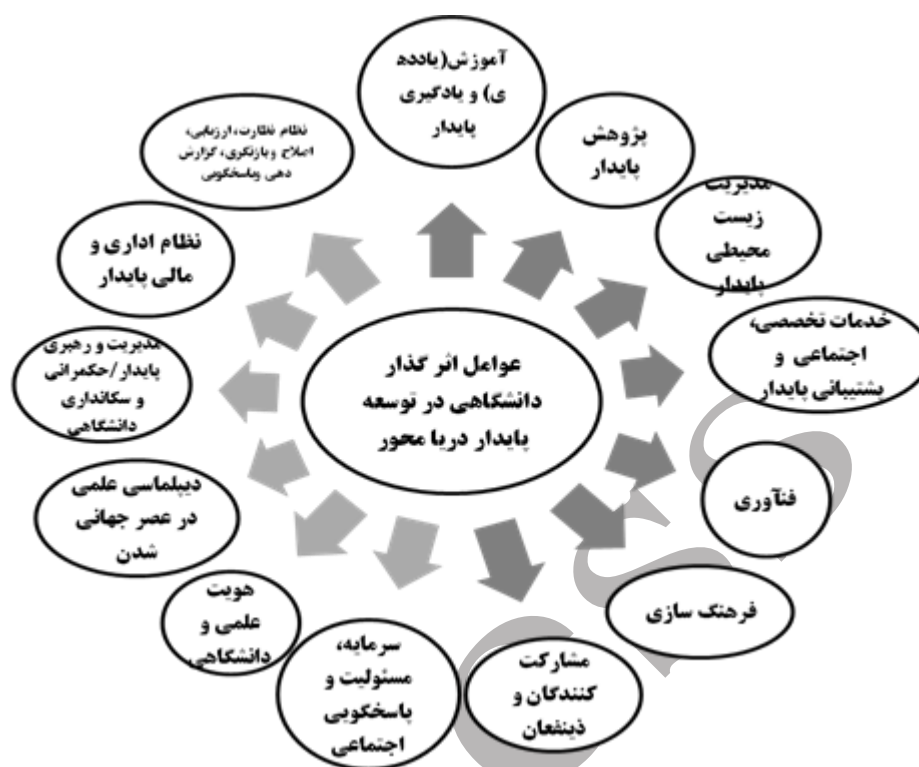 آموزش(یاددہ
ی) و یادگیری
پایدار
پژوهش
پایدار
مدیریت
زیست
محیطی
پایدار
خدمات تخصصی،
اجتماعی و
پشتیبانی پایدار
فنآوری
فرهنگ سازی
مشارکت
کنندگان و
ذینفعان
سرمایه،
مسئولیت و
پاسخگویی
اجتماعی
هویت
علمی و
دانشگاهی
دیپلماسی علمی
در عصر جهانی
شدن
مدیریت و رهبری
پایدار/حکمرانی
و سکانداری
دانشگاهی
نظام اداری و
مالی پایدار
نظام نظارت، ارزیابی،
اصلاح و بازنگری، گزارش
دهی وپاسخگویی
عوامل اثر گذار
دانشگاهی در توسعه
پایدار دریا محور